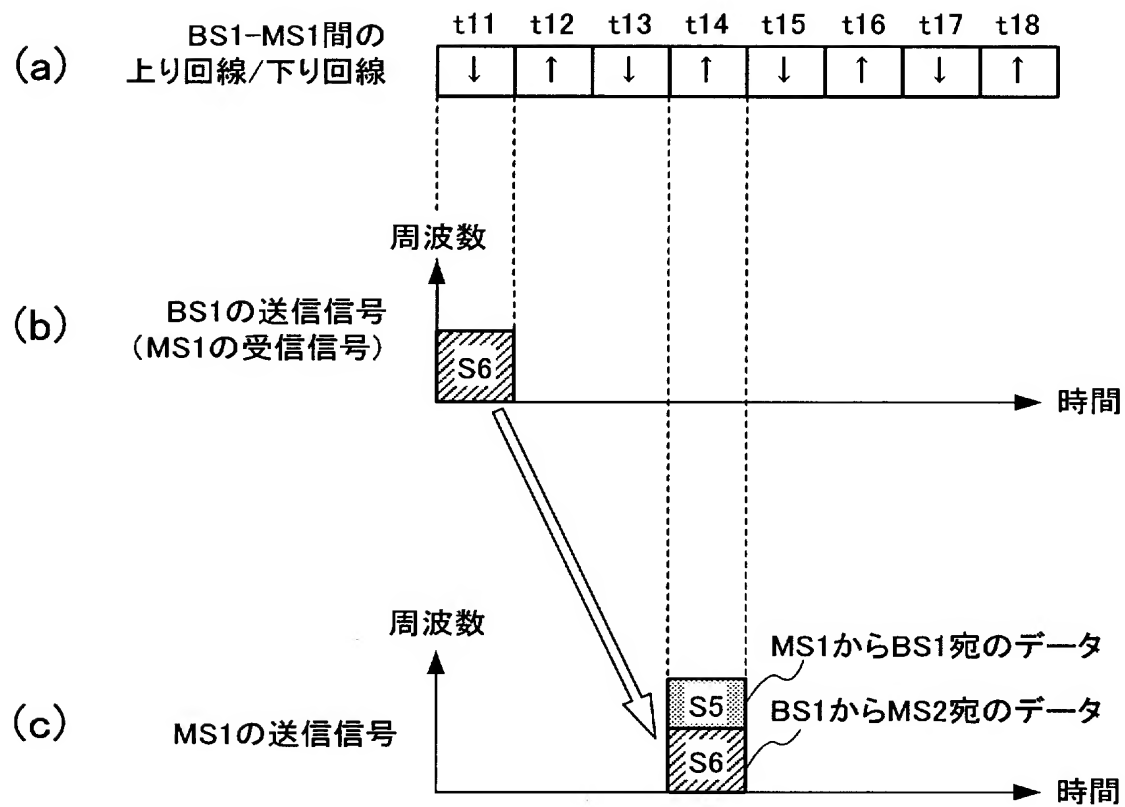 (a)
BS1-MS1間の
上り回線/下り回線
t11 t12 t13 t14 t15 t16 t17 t18
↓ ↑ ↓ ↑ ↓ ↑ ↓ ↑
周波数
(b)
BS1の送信信号
(MS1の受信信号)
S6
時間
周波数
MS1からBS1宛のデータ
S5
BS1からMS2宛のデータ
(c)
MS1の送信信号
S6
時間